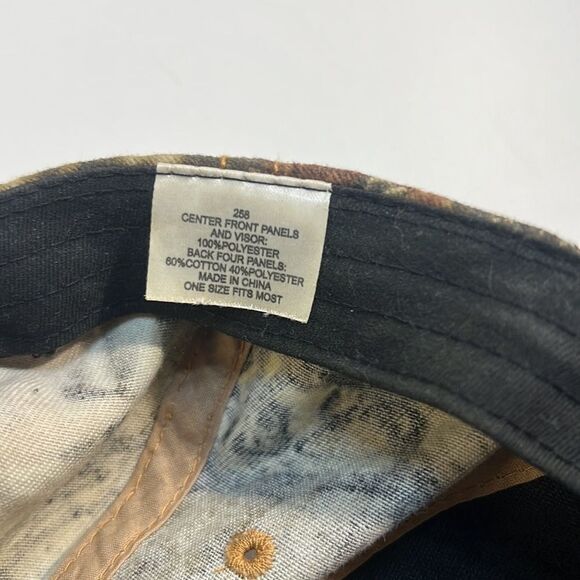 258
CENTER FRONT PANELS
AND VISOR:
100%POLYESTER
BACK FOUR PANELS:
60%COTTON 40%POLYESTER
MADE IN CHINA
ONE SIZE FITS MOST